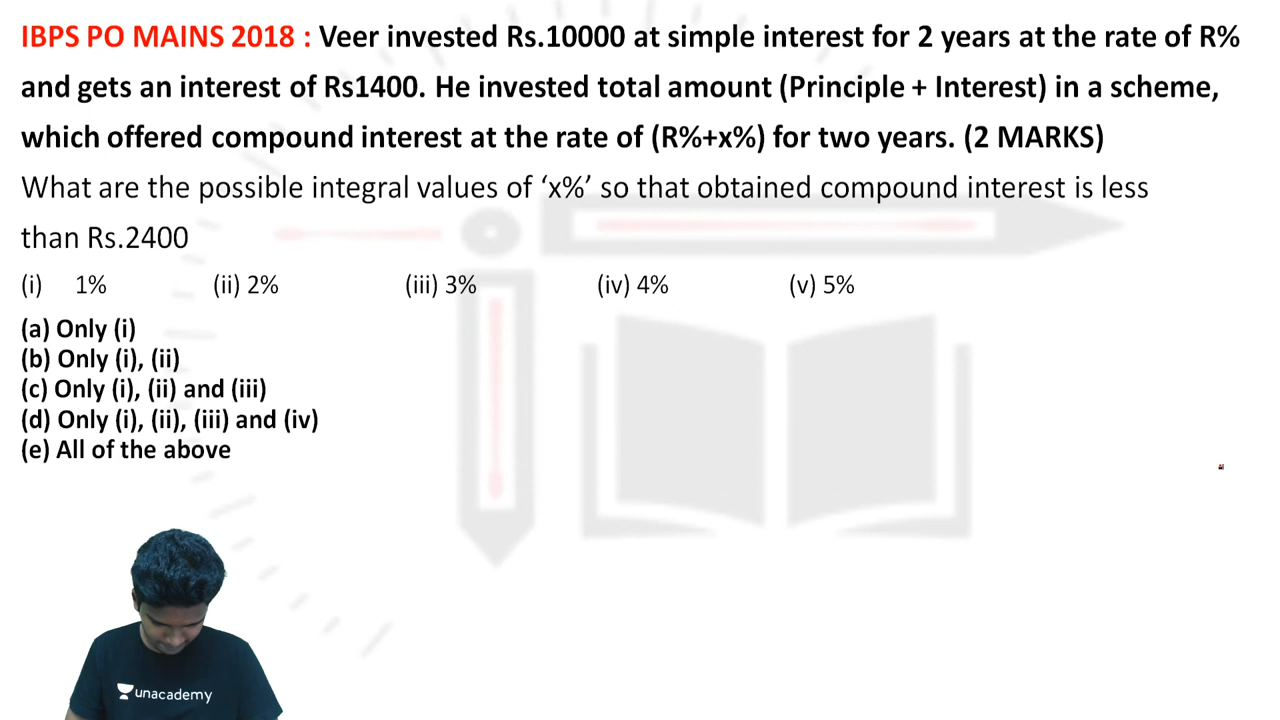 IBPS PO MAINS 2018 : Veer invested Rs.10000 at simple interest for 2 years at the rate of R%
and gets an interest of Rs1400. He invested total amount (Principle + Interest) in a scheme,
which offered compound interest at the rate of (R%+x%) for two years. (2 MARKS)
What are the possible integral values of ‘x%’ so that obtained compound interest is less
than Rs.2400
(i) 1% (ii) 2% (iii) 3% (iv) 4% (v) 5%
(a) Only (i)
(b) Only (i), (ii)
(c) Only (i), (ii) and (iii)
(d) Only (i), (ii), (iii) and (iv)
(e) All of the above
unacademy